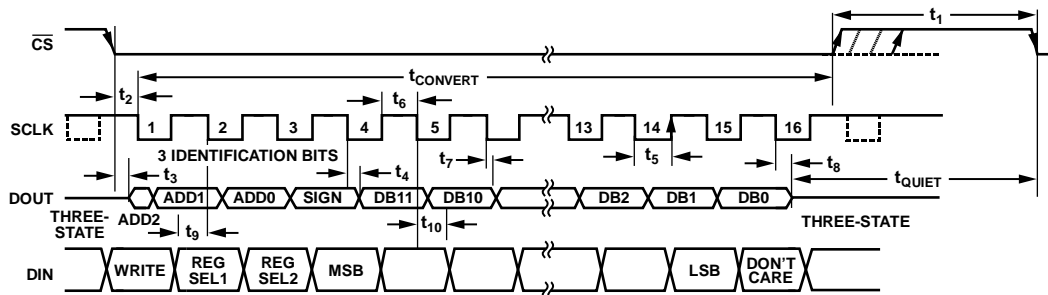 t1
CS
tCONVERT
t2
t6
SCLK
1 2 3 4 5 13 14 15 16
3 IDENTIFICATION BITS
t7
t5
t8
t3
t4
tQUIET
DOUT
ADD1 ADD0 SIGN DB11 DB10 DB2 DB1 DB0
THREE-
STATE
ADD2
t9
t10
THREE-STATE
DIN
WRITE
REG
SEL1
REG
SEL2
MSB
LSB
DON'T
CARE